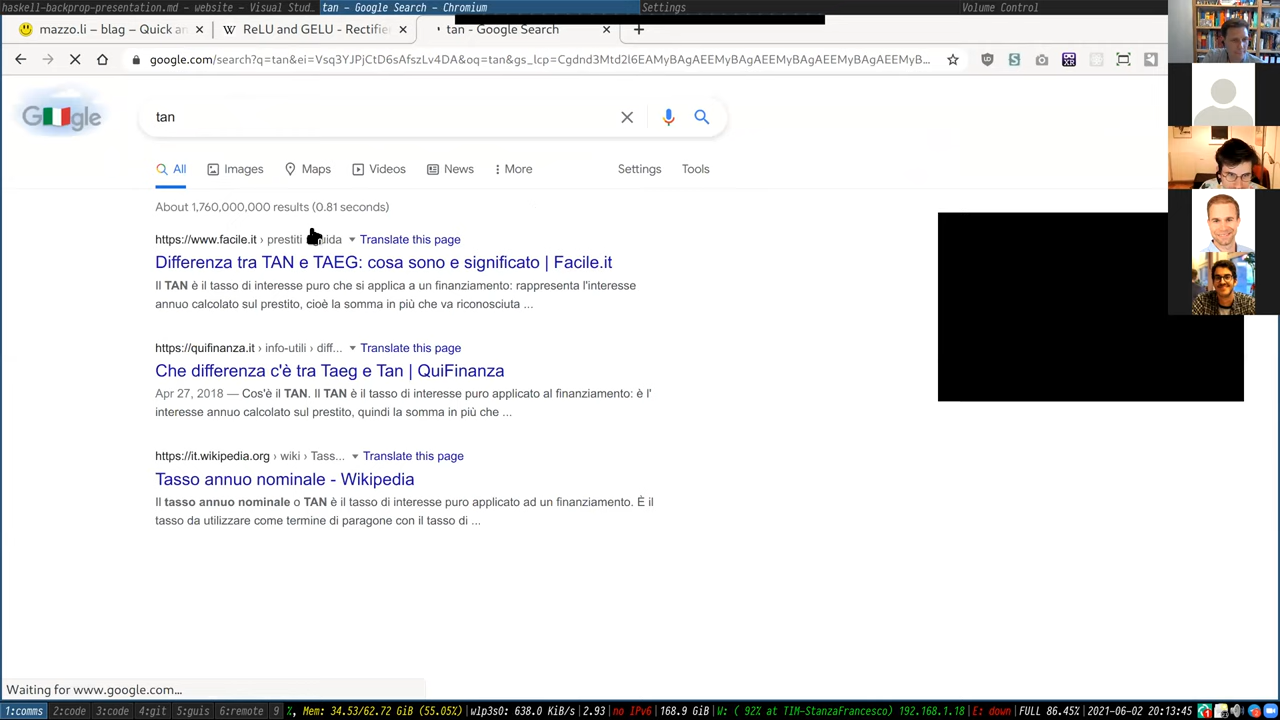 haskell-backprop-presentation.md - website - Visual Stud…
tan - Google Search - Chromium
Settings
Volume Control
mazzo.li – blag – Quick an
ReLU and GELU - Rectifie
tan - Google Search
google.com/search?q=tan&ei=Vsq3YJPjCtD6sAfszLv4DA&oq=tan&gs_lcp=Cgdnd3Mtd2l6EAMyBAgAEEMyBAgAEEMyBAgAEEMyBAgAEEMyB...
Google
tan
All
Images
Maps
Videos
News
More
Settings
Tools
About 1,760,000,000 results (0.81 seconds)
https://www.facile.it › prestiti Translate this page
Differenza tra TAN e TAEG: cosa sono e significato | Facile.it
Il TAN è il tasso di interesse puro che si applica a un finanziamento: rappresenta l'interesse
annuo calcolato sul prestito, cioè la somma in più che va riconosciuta ...
https://quifinanza.it › info-utili › diff... Translate this page
Che differenza c'è tra Taeg e Tan | QuiFinanza
Apr 27, 2018 — Cos'è il TAN. Il TAN è il tasso di interesse puro applicato al finanziamento: è l'
interesse annuo calcolato sul prestito, quindi la somma in più che ...
https://it.wikipedia.org › wiki › Tass... Translate this page
Tasso annuo nominale - Wikipedia
Il tasso annuo nominale o TAN è il tasso di interesse puro applicato ad un finanziamento. È il
tasso da utilizzare come termine di paragone con il tasso di ...
Waiting for www.google.com...
1:comms 2:code 3:code 4:git 5:guis 6:remote 9 %, Mem: 34.53/62.72 GiB (55.05%)|wlp3s0: 638.0 KiB/s|2.93|no IPv6|168.9 GiB|W: ( 92% at TIM-StanzaFrancesco) 192.168.1.18|E: down|FULL 86.45%|2021-06-02 20:13:45